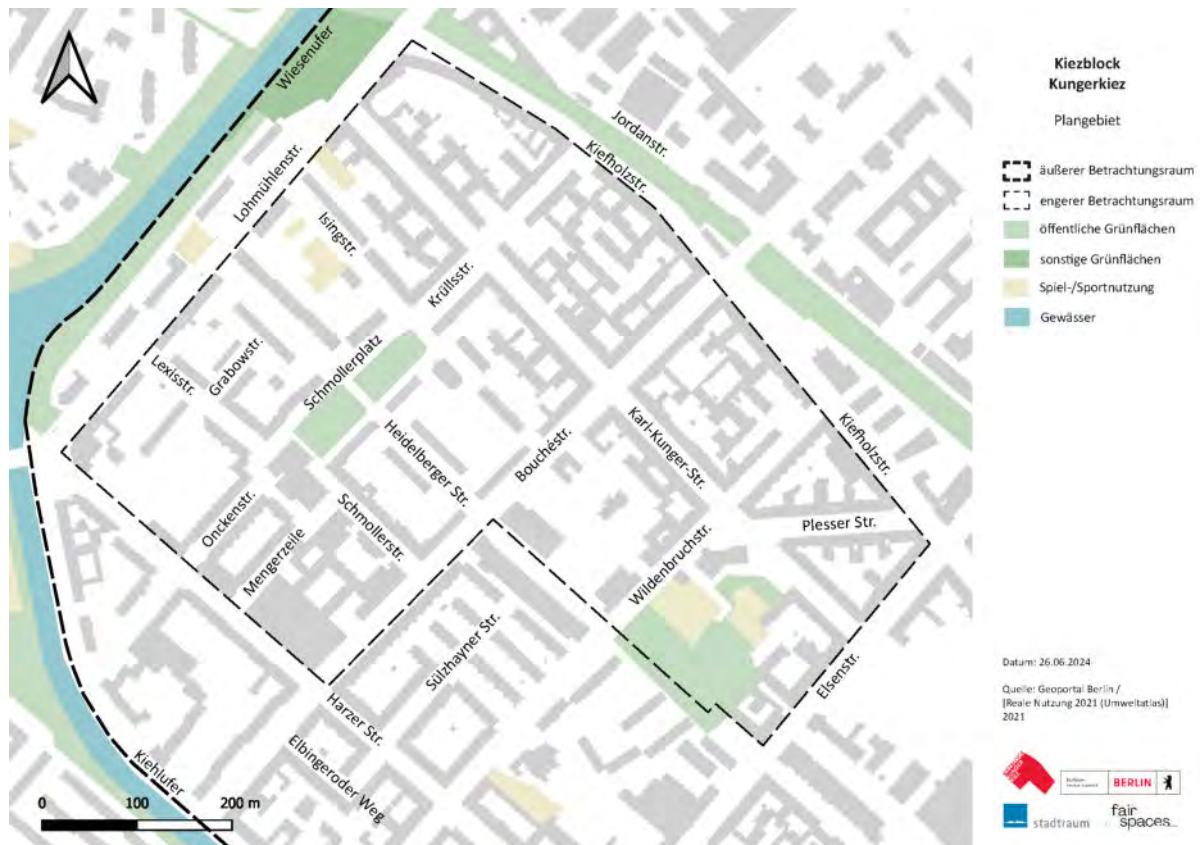 Wiesenufer
Jordanstr.
Kiefholzstr.
Lohmühlenstr.
Isingstr.
Krüllsstr.
Lexisstr.
Grabowstr.
Schmollerplatz
Heidelberger Str.
Bouchéstr.
Karl-Kunger-Str.
Kiefholzstr.
Onckenstr.
Mengerzeile
Schmollerstr.
Plesser Str.
Wildenbruchstr.
Sülzhayner Str.
Elsenstr.
Harzer Str.
Elbingeroder Weg
Kiehlufer
0 100 200 m
Kiezblock
Kungerkiez
Plangebiet
äußerer Betrachtungsraum
engerer Betrachtungsraum
öffentliche Grünflächen
sonstige Grünflächen
Spiel-/Sportnutzung
Gewässer
Datum: 26.06.2024
Quelle: Geoportal Berlin /
[Reale Nutzung 2021 (Umweltatlas)]
2021
BERLIN
stadtraum
fair
spaces